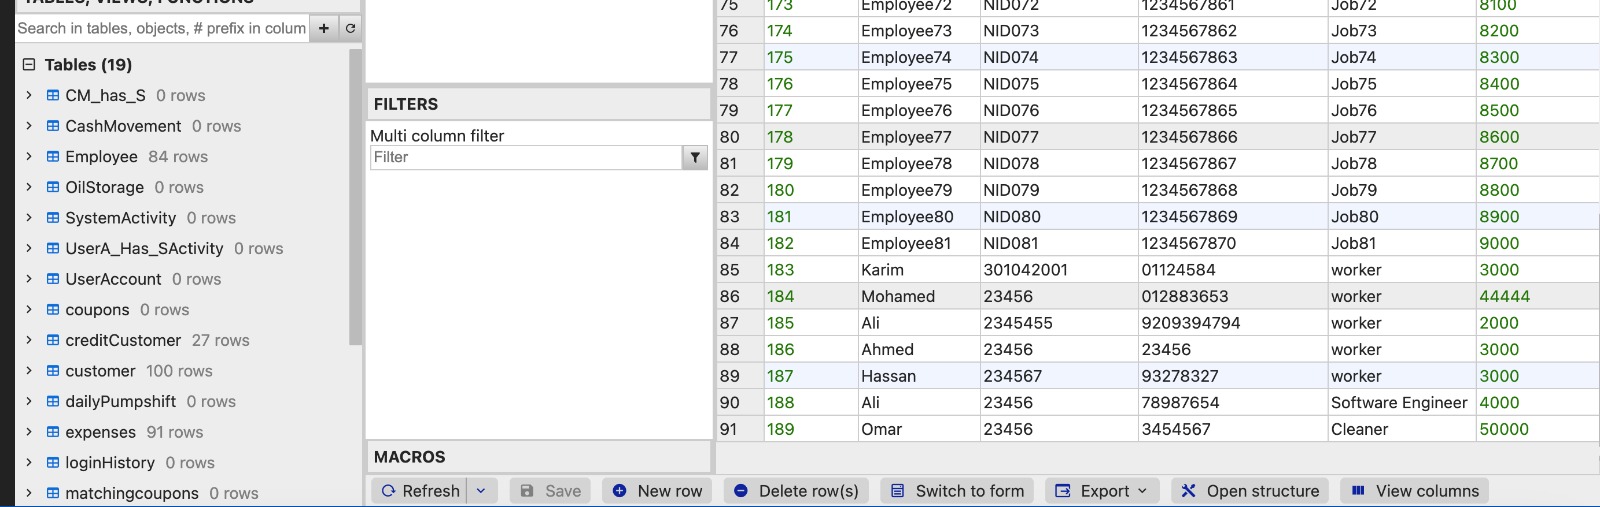 TABLES, VIEWS, FUNCTIONS
Search in tables, objects, # prefix in colum
Tables (19)
CM_has_S 0 rows
CashMovement 0 rows
Employee 84 rows
OilStorage 0 rows
SystemActivity 0 rows
UserA_Has_SActivity 0 rows
UserAccount 0 rows
coupons 0 rows
creditCustomer 27 rows
customer 100 rows
dailyPumpshift 0 rows
expenses 91 rows
loginHistory 0 rows
matchingcoupons 0 rows
FILTERS
Multi column filter
Filter
MACROS
75 173 Employee72 NID072 1234567861 Job72 8100
76 174 Employee73 NID073 1234567862 Job73 8200
77 175 Employee74 NID074 1234567863 Job74 8300
78 176 Employee75 NID075 1234567864 Job75 8400
79 177 Employee76 NID076 1234567865 Job76 8500
80 178 Employee77 NID077 1234567866 Job77 8600
81 179 Employee78 NID078 1234567867 Job78 8700
82 180 Employee79 NID079 1234567868 Job79 8800
83 181 Employee80 NID080 1234567869 Job80 8900
84 182 Employee81 NID081 1234567870 Job81 9000
85 183 Karim 301042001 01124584 worker 3000
86 184 Mohamed 23456 012883653 worker 44444
87 185 Ali 2345455 9209394794 worker 2000
88 186 Ahmed 23456 23456 worker 3000
89 187 Hassan 234567 93278327 worker 3000
90 188 Ali 23456 78987654 Software Engineer 4000
91 189 Omar 23456 3454567 Cleaner 50000
Refresh Save New row Delete row(s) Switch to form Export Open structure View columns